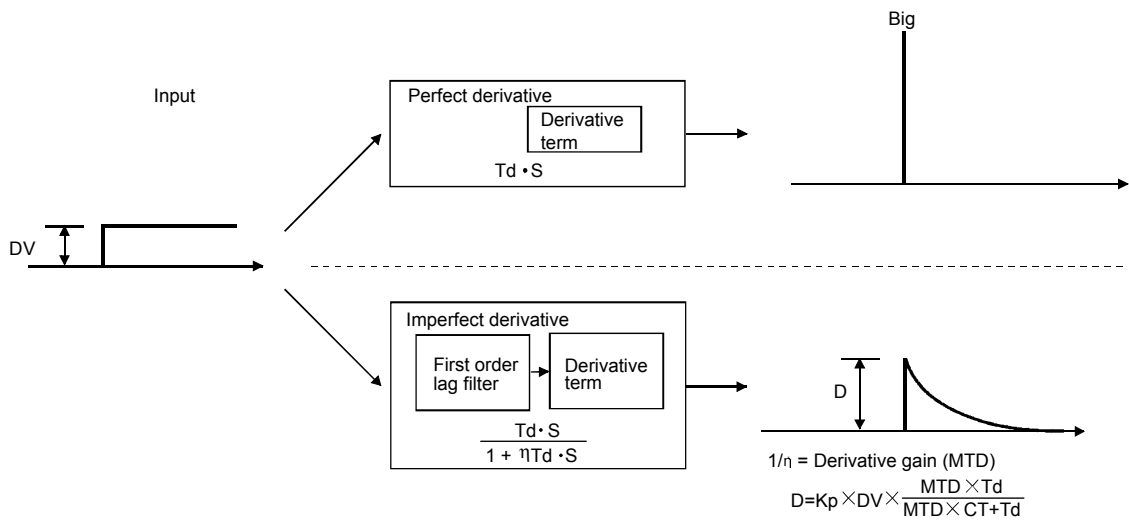 Big
Input
Perfect derivative
Derivative
term
Td • S
DV
Imperfect derivative
First order
lag filter
Derivative
term
D
Td • S
1 + ηTd • S
1/η = Derivative gain (MTD)
D=Kp×DV× MTD×Td
MTD×CT+Td